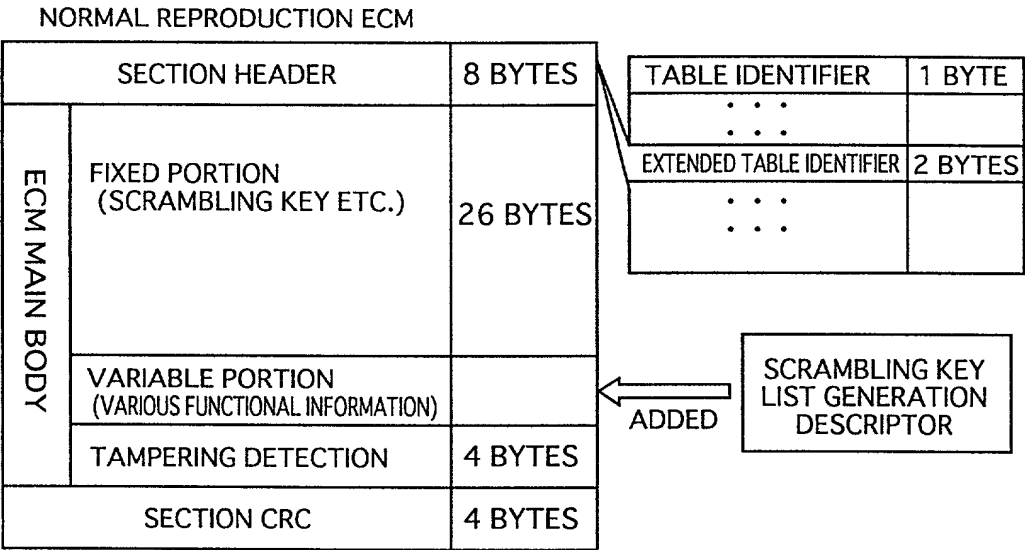 NORMAL REPRODUCTION ECM
SECTION HEADER
8 BYTES
ECM MAIN BODY
FIXED PORTION
(SCRAMBLING KEY ETC.)
26 BYTES
VARIABLE PORTION
(VARIOUS FUNCTIONAL INFORMATION)
TAMPERING DETECTION
4 BYTES
SECTION CRC
4 BYTES
TABLE IDENTIFIER
1 BYTE
. . .
. . .
EXTENDED TABLE IDENTIFIER
2 BYTES
. . .
. . .
ADDED
SCRAMBLING KEY
LIST GENERATION
DESCRIPTOR